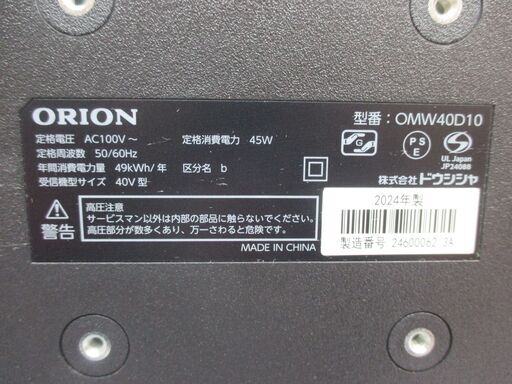 ORION
型番：OMW40D10
定格電圧 AC100V～ 定格消費電力 45W
定格周波数 50/60Hz
年間消費電力量 49kWh/年 区分名 b
受信機型サイズ 40V型
G
PS
E
S
UL Japan
JP24088
株式会社ドウシシャ
警告
高圧注意
サービスマン以外は内部の部品に触らないでください。
高圧部分が数多くあり、万一さわると危険です。
MADE IN CHINA
2024年製
製造番号 24600062 3A